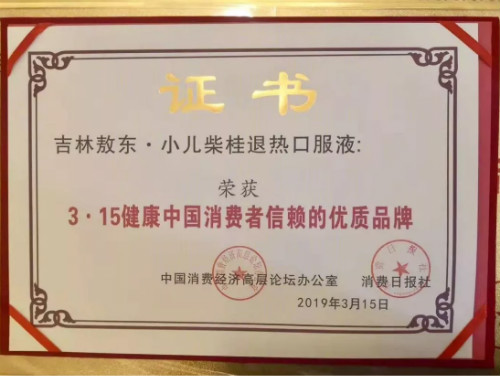 证书
吉林敖东·小儿柴桂退热口服液:
荣获
3·15健康中国消费者信赖的优质品牌
中国消费经济高层论坛办公室 消费日报社
2019年3月15日